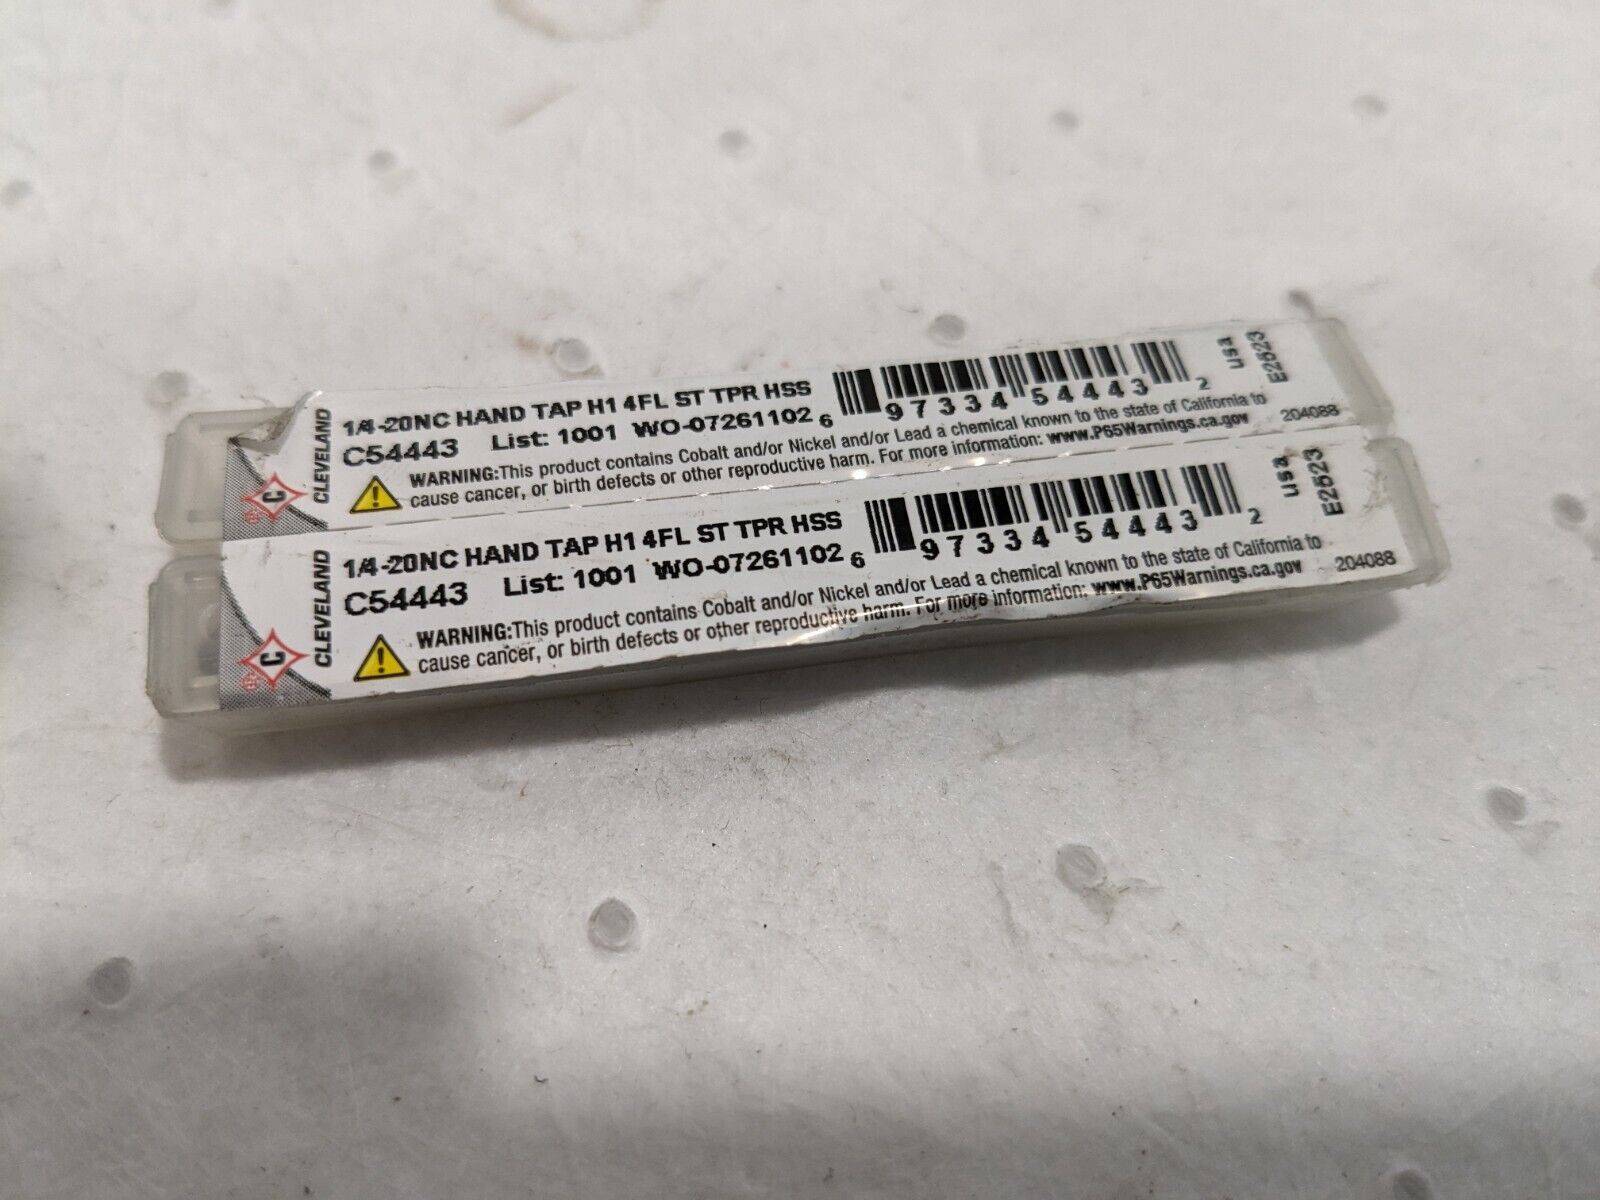 CLEVELAND
C
1/4-20NC HAND TAP H1 4FL ST TPR HSS
C54443 List: 1001 WO-07261102
6 97334 54443 2
usa
E2523
WARNING:This product contains Cobalt and/or Nickel and/or Lead a chemical known to the state of California to
cause cancer, or birth defects or other reproductive harm. For more information: www.P65Warnings.ca.gov 204088
CLEVELAND
C
1/4-20NC HAND TAP H1 4FL ST TPR HSS
C54443 List: 1001 WO-07261102
6 97334 54443 2
usa
E2523
WARNING:This product contains Cobalt and/or Nickel and/or Lead a chemical known to the state of California to
cause cancer, or birth defects or other reproductive harm. For more information: www.P65Warnings.ca.gov 204088